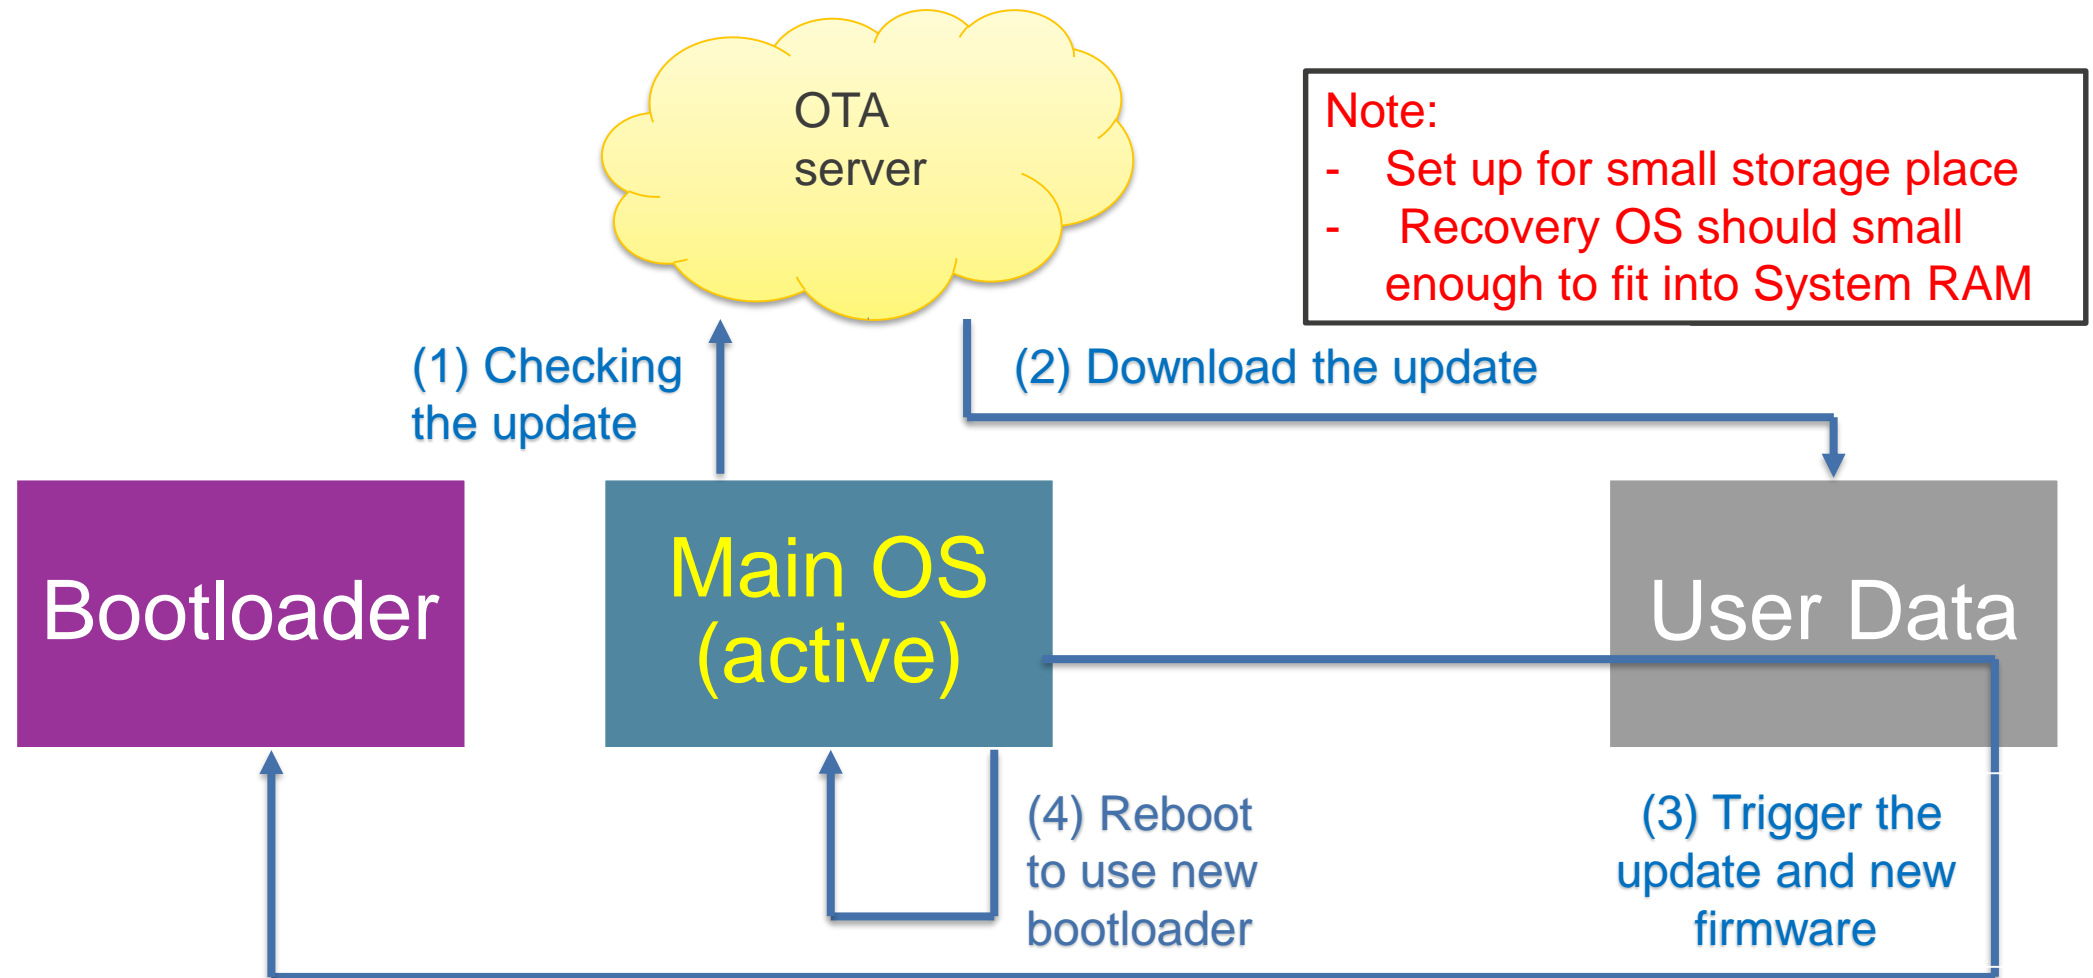 OTA
server
Note:
- Set up for small storage place
- Recovery OS should small
enough to fit into System RAM
(1) Checking
the update
(2) Download the update
Bootloader
Main OS
(active)
User Data
(4) Reboot
to use new
bootloader
(3) Trigger the
update and new
firmware